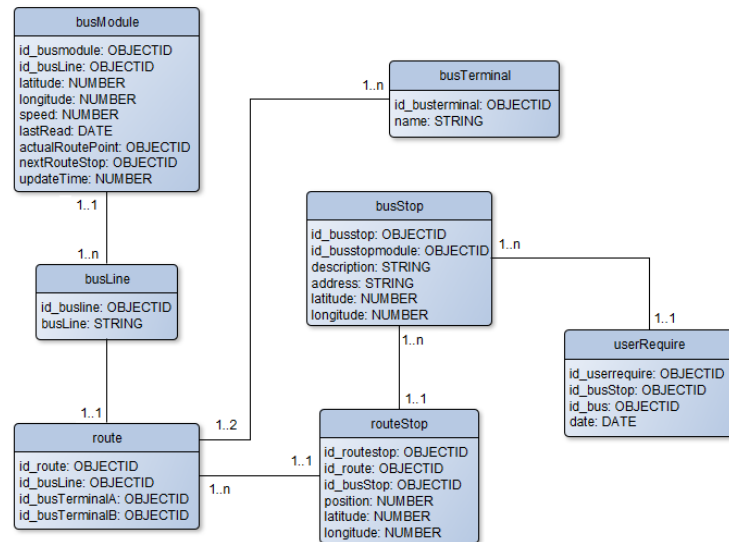 busModule
id_busmodule: OBJECTID
id_busLine: OBJECTID
latitude: NUMBER
longitude: NUMBER
speed: NUMBER
lastRead: DATE
actualRoutePoint: OBJECTID
nextRouteStop: OBJECTID
updateTime: NUMBER
1..1
1..n
busLine
id_busline: OBJECTID
busLine: STRING
1..1
route
id_route: OBJECTID
id_busLine: OBJECTID
id_busTerminalA: OBJECTID
id_busTerminalB: OBJECTID
1..2
1..n
busTerminal
id_busterminal: OBJECTID
name: STRING
1..n
busStop
id_busstop: OBJECTID
id_busstopmodule: OBJECTID
description: STRING
address: STRING
latitude: NUMBER
longitude: NUMBER
1..n
1..n
1..1
1..1
routeStop
id_routestop: OBJECTID
id_route: OBJECTID
id_busStop: OBJECTID
position: NUMBER
latitude: NUMBER
longitude: NUMBER
1..1
userRequire
id_userrequire: OBJECTID
id_busStop: OBJECTID
id_bus: OBJECTID
date: DATE